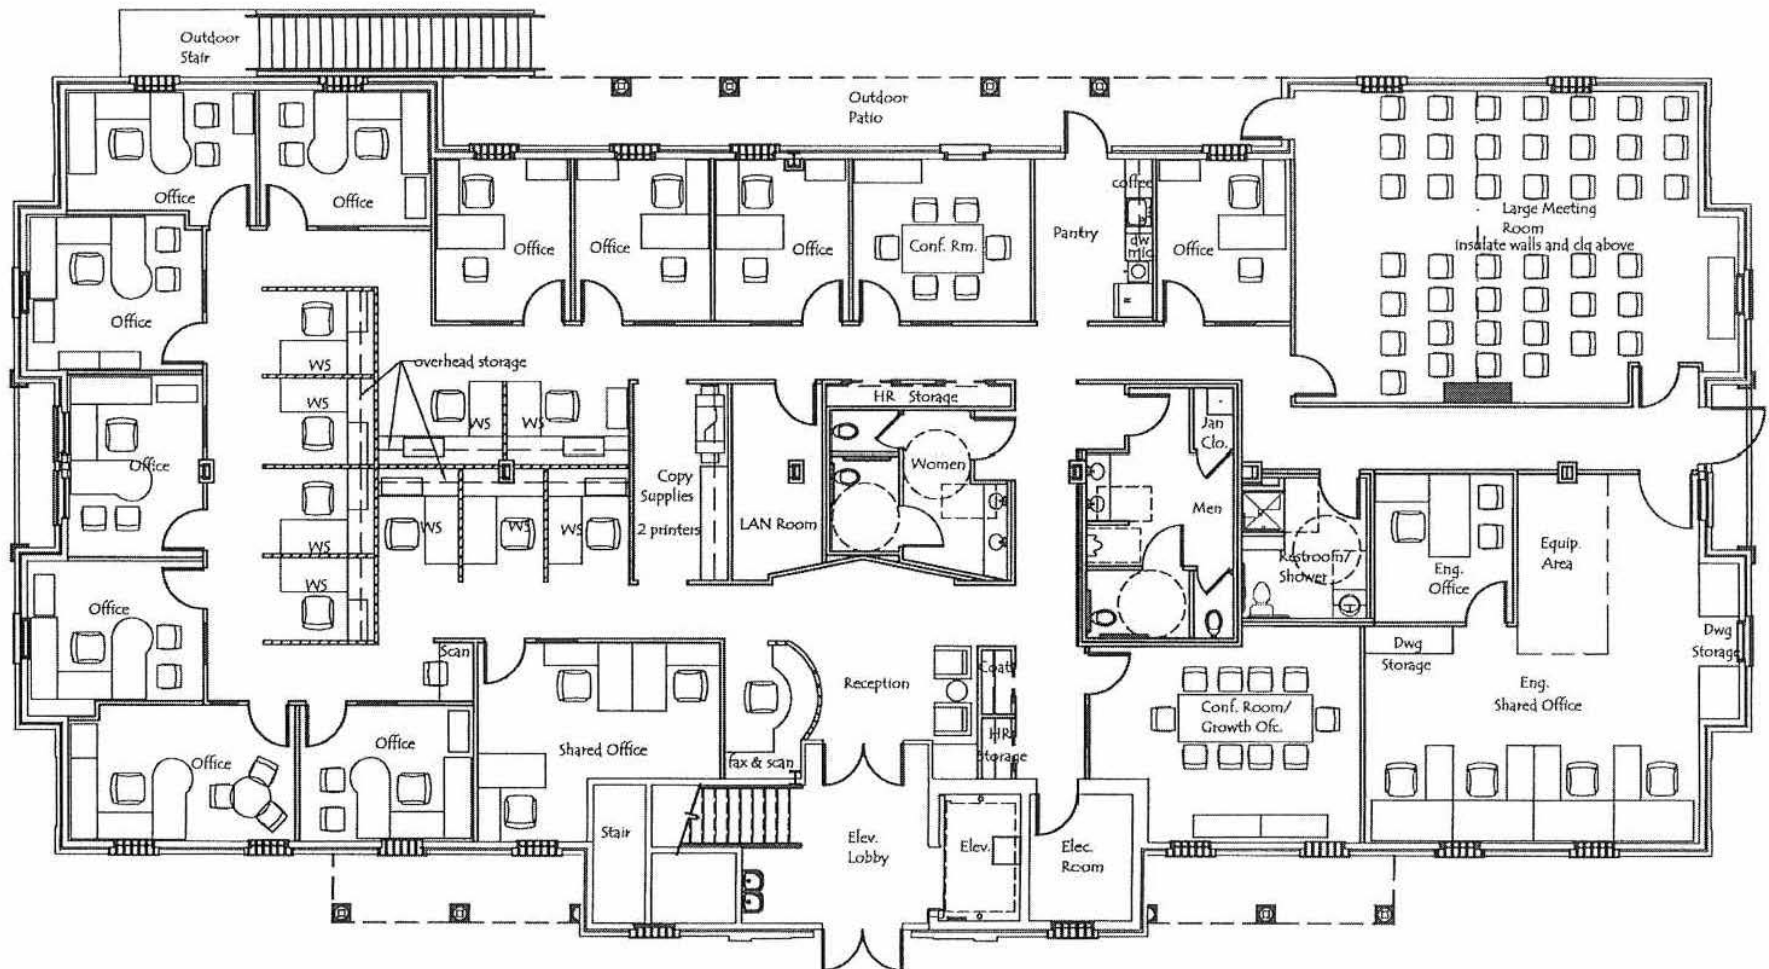 Outdoor
Stair
Outdoor
Patio
Office
Office
Office
Office
Office
Conf. Rm.
Pantry
coffee
dw
mic
R
Office
Large Meeting
Room
insulate walls and clg above
Office
Office
Office
Office
Office
overhead storage
WS
WS
WS
WS
WS
WS
WS
WS
WS
Copy
Supplies
2 printers
LAN Room
HR Storage
Women
Jan
Clo.
Men
Restroom/
Shower
Eng.
Office
Equip.
Area
Dwg
Storage
Dwg
Storage
Eng.
Shared Office
Scan
Shared Office
fax & scan
Reception
Coats
HR
Storage
Conf. Room/
Growth Ofc.
Stair
Elev.
Lobby
Elev.
Elec.
Room